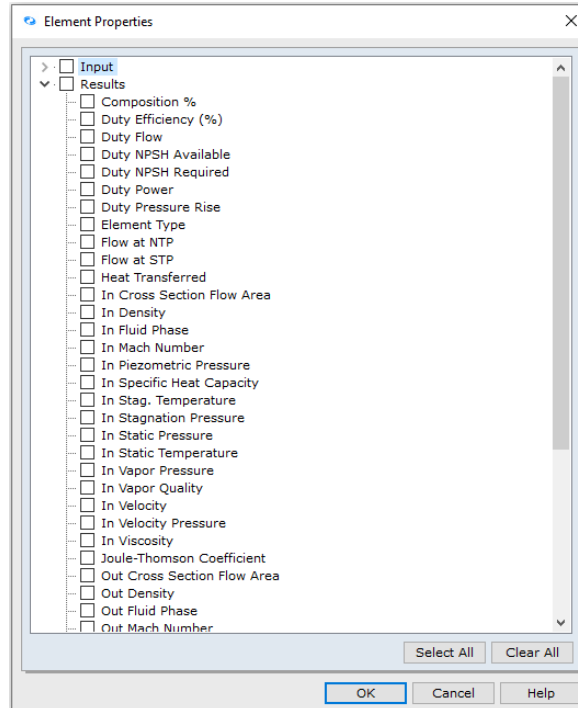 Element Properties
Input
Results
Composition %
Duty Efficiency (%)
Duty Flow
Duty NPSH Available
Duty NPSH Required
Duty Power
Duty Pressure Rise
Element Type
Flow at NTP
Flow at STP
Heat Transferred
In Cross Section Flow Area
In Density
In Fluid Phase
In Mach Number
In Piezometric Pressure
In Specific Heat Capacity
In Stag. Temperature
In Stagnation Pressure
In Static Pressure
In Static Temperature
In Vapor Pressure
In Vapor Quality
In Velocity
In Velocity Pressure
In Viscosity
Joule-Thomson Coefficient
Out Cross Section Flow Area
Out Density
Out Fluid Phase
Out Mach Number
Select All Clear All
OK Cancel Help